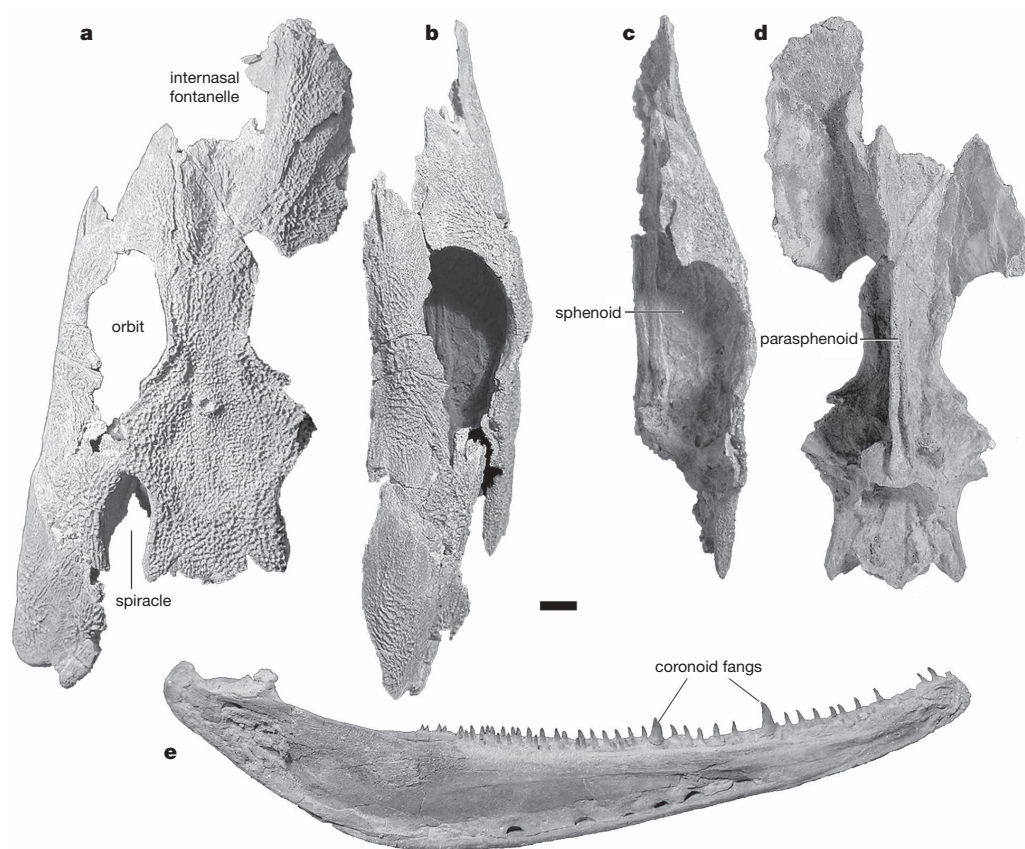 a
b
c
d
internasal
fontanelle
orbit
sphenoid
parasphenoid
spiracle
coronoid fangs
e